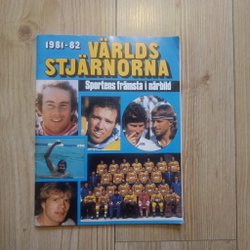 1981-82
VÄRLDS
STJÄRNORNA
Sportens främsta i närbild